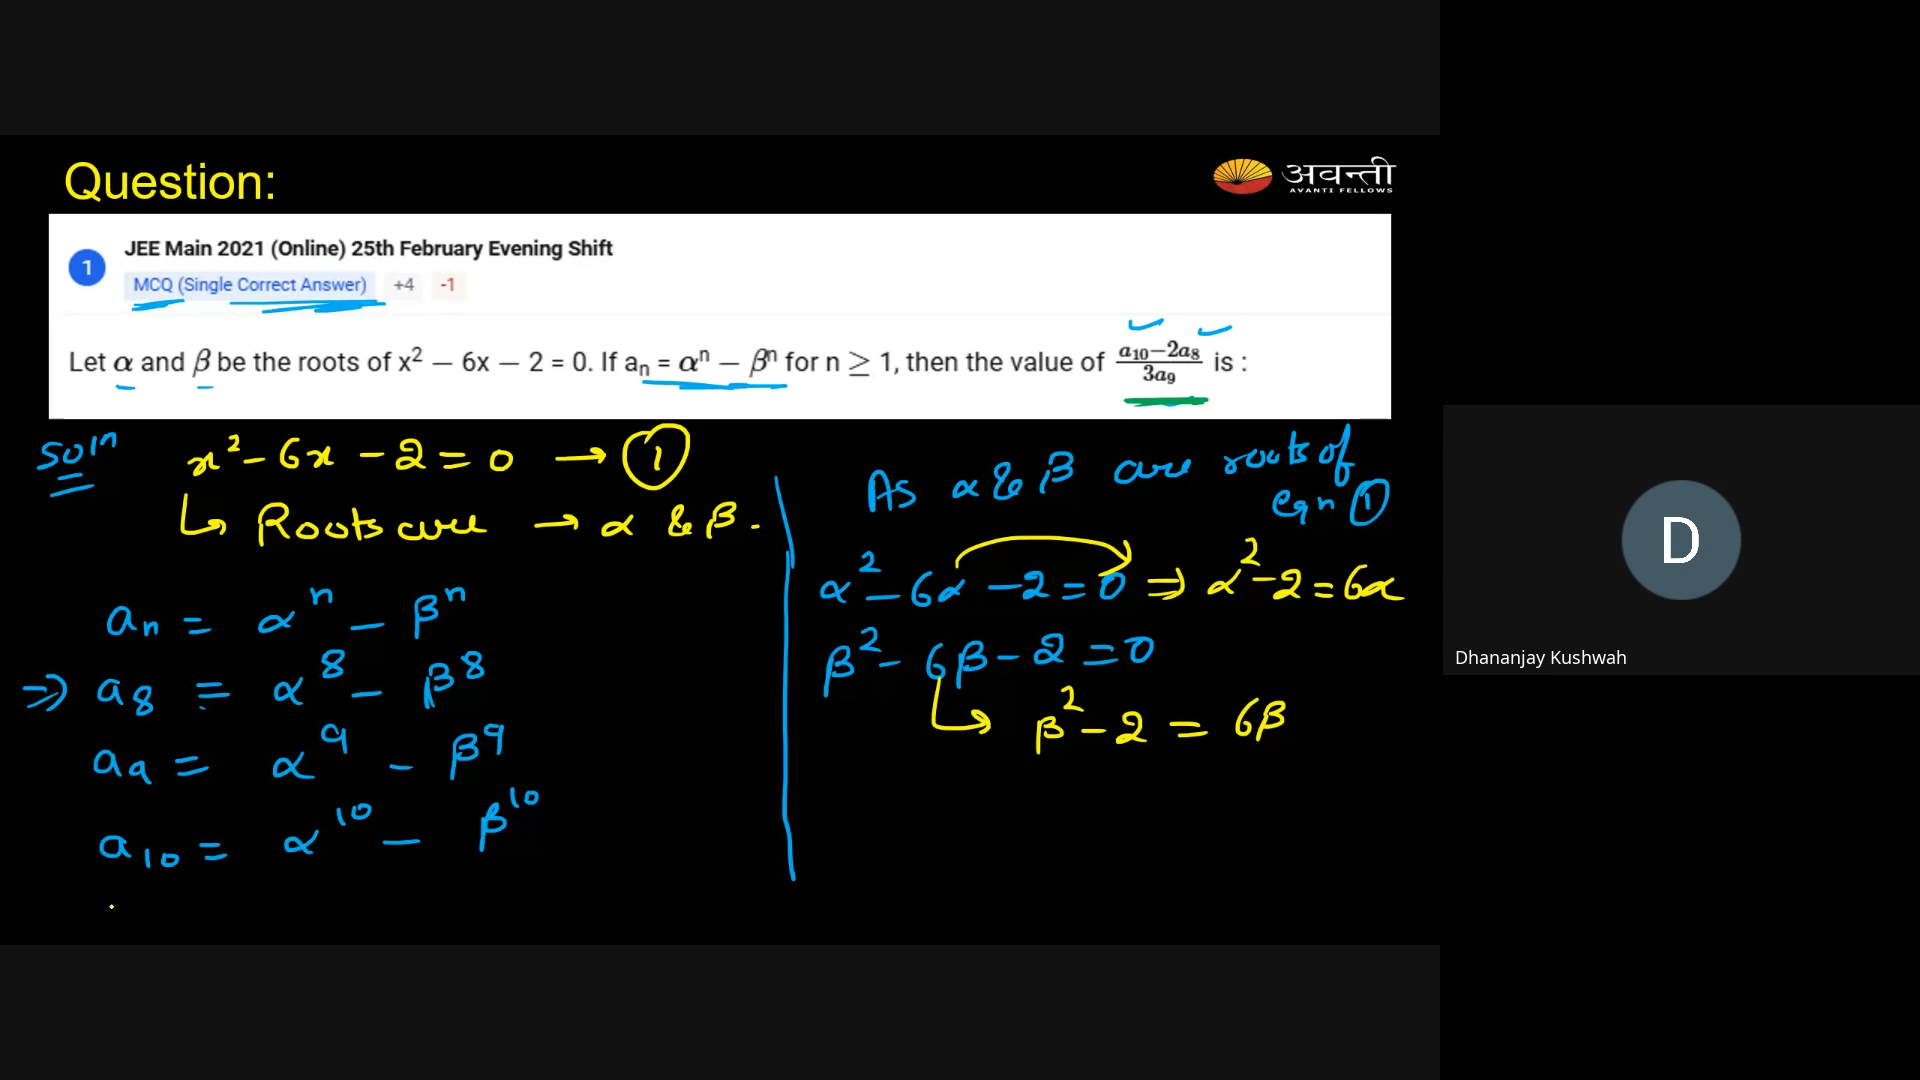 Question:
अवन्ती
AVANTI FELLOWS
1
JEE Main 2021 (Online) 25th February Evening Shift
MCQ (Single Correct Answer) +4 -1
Let α and β be the roots of x² − 6x − 2 = 0. If aₙ = αⁿ − βⁿ for n ≥ 1, then the value of (a₁₀−2a₈)/(3a₉) is :
Solⁿ
x² - 6x - 2 = 0 → ①
↳ Roots are → α & β.
aₙ = αⁿ - βⁿ
⇒ a₈ = α⁸ - β⁸
a₉ = α⁹ - β⁹
a₁₀ = α¹⁰ - β¹⁰
As α & β are roots of
eqn ①
α² - 6α - 2 = 0 ⇒ α² - 2 = 6α
β² - 6β - 2 = 0
↳ β² - 2 = 6β
D
Dhananjay Kushwah